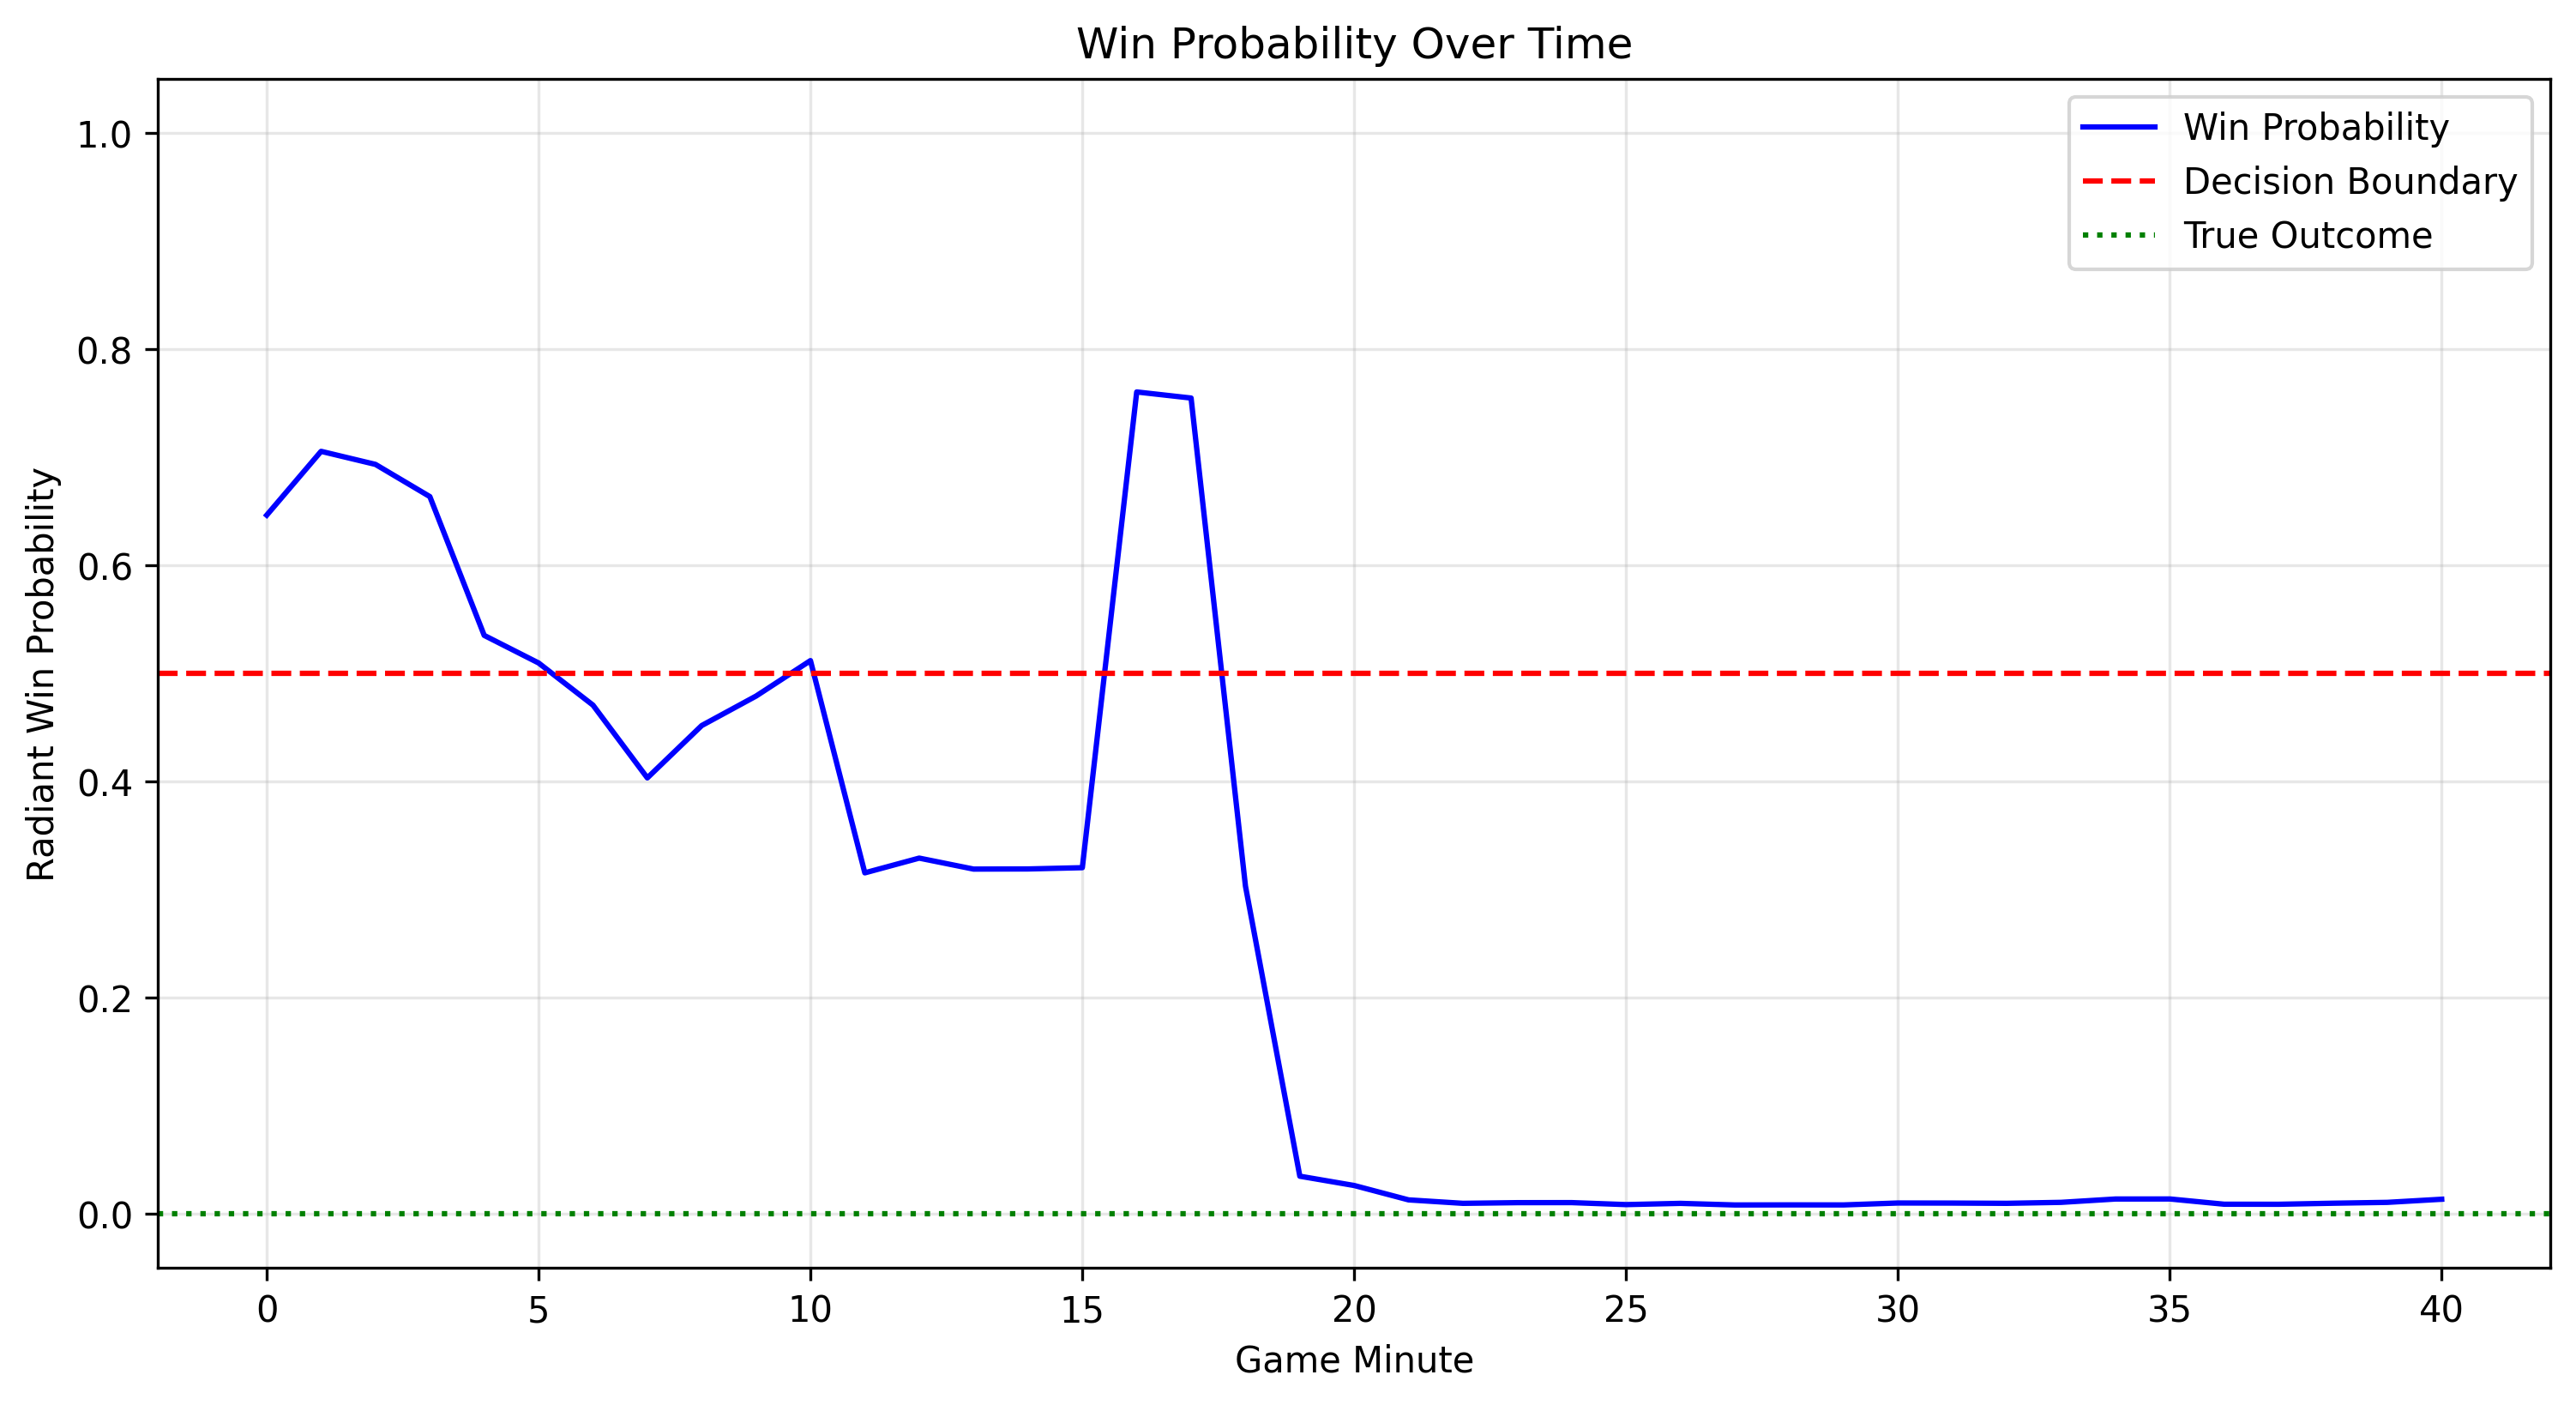 Win Probability Over Time
Win Probability
Decision Boundary
True Outcome
Radiant Win Probability
1.0
0.8
0.6
0.4
0.2
0.0
0 5 10 15 20 25 30 35 40
Game Minute